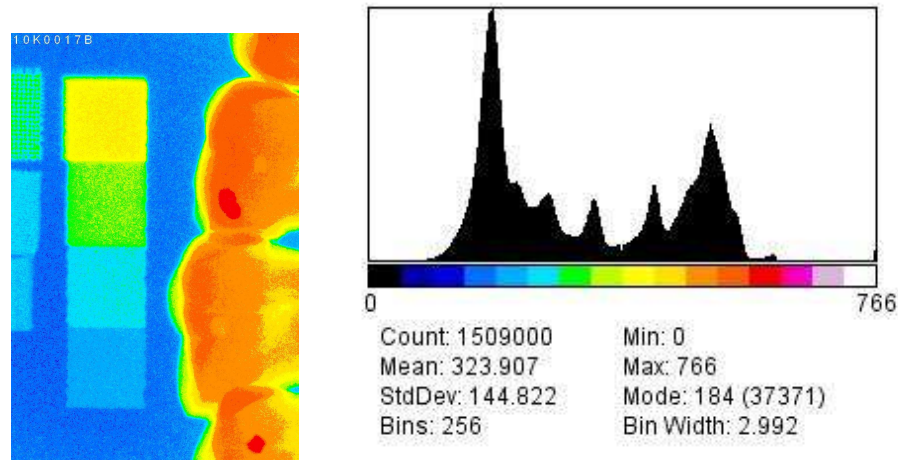 10K0017B
0 766
Count: 1509000 Min: 0
Mean: 323.907 Max: 766
StdDev: 144.822 Mode: 184 (37371)
Bins: 256 Bin Width: 2.992